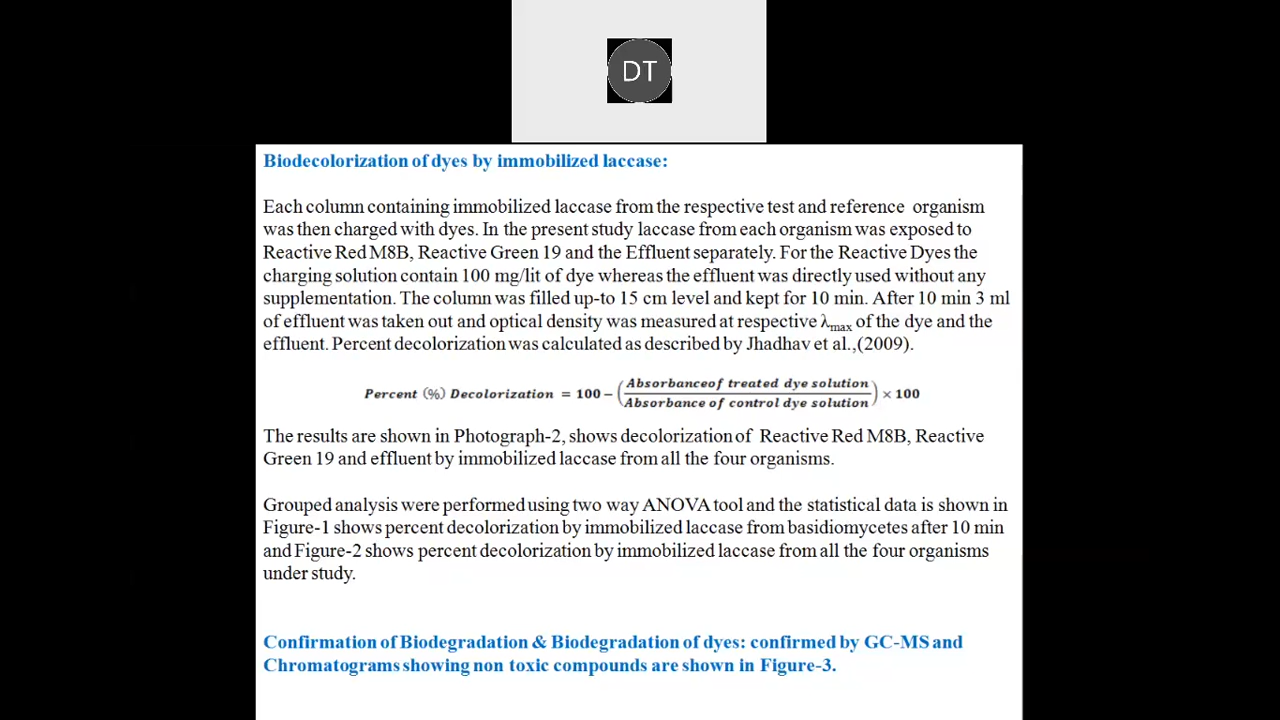 DT
Biodecolorization of dyes by immobilized laccase:
Each column containing immobilized laccase from the respective test and reference organism
was then charged with dyes. In the present study laccase from each organism was exposed to
Reactive Red M8B, Reactive Green 19 and the Effluent separately. For the Reactive Dyes the
charging solution contain 100 mg/lit of dye whereas the effluent was directly used without any
supplementation. The column was filled up-to 15 cm level and kept for 10 min. After 10 min 3 ml
of effluent was taken out and optical density was measured at respective λmax of the dye and the
effluent. Percent decolorization was calculated as described by Jhadhav et al.,(2009).
Percent (%) Decolorization = 100 − (Absorbanceof treated dye solution / Absorbance of control dye solution) × 100
The results are shown in Photograph-2, shows decolorization of Reactive Red M8B, Reactive
Green 19 and effluent by immobilized laccase from all the four organisms.
Grouped analysis were performed using two way ANOVA tool and the statistical data is shown in
Figure-1 shows percent decolorization by immobilized laccase from basidiomycetes after 10 min
and Figure-2 shows percent decolorization by immobilized laccase from all the four organisms
under study.
Confirmation of Biodegradation & Biodegradation of dyes: confirmed by GC-MS and
Chromatograms showing non toxic compounds are shown in Figure-3.